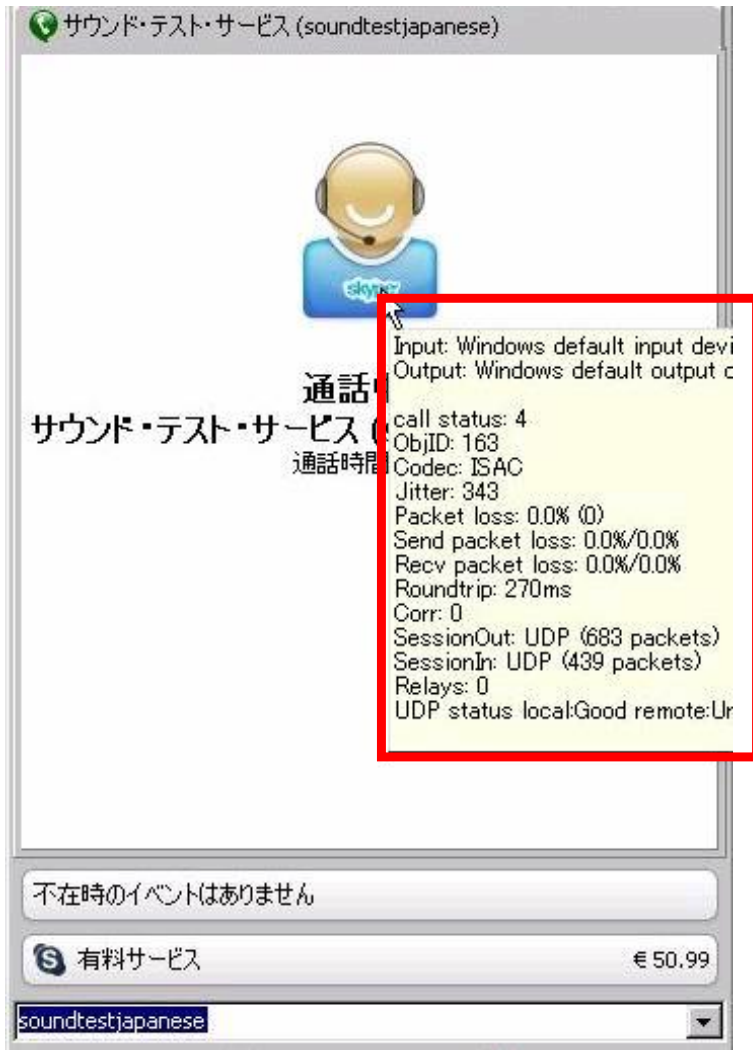 サウンド・テスト・サービス (soundtestjapanese)
skyper
Input: Windows default input devi
Output: Windows default output
call status: 4
ObjID: 163
Codec: ISAC
Jitter: 343
Packet loss: 0.0% (0)
Send packet loss: 0.0%/0.0%
Recv packet loss: 0.0%/0.0%
Roundtrip: 270ms
Corr: 0
SessionOut: UDP (683 packets)
SessionIn: UDP (439 packets)
Relays: 0
UDP status local:Good remote:Un
通話
サウンド・テスト・サービス (
通話時間
不在時のイベントはありません
有料サービス € 50.99
soundtestjapanese